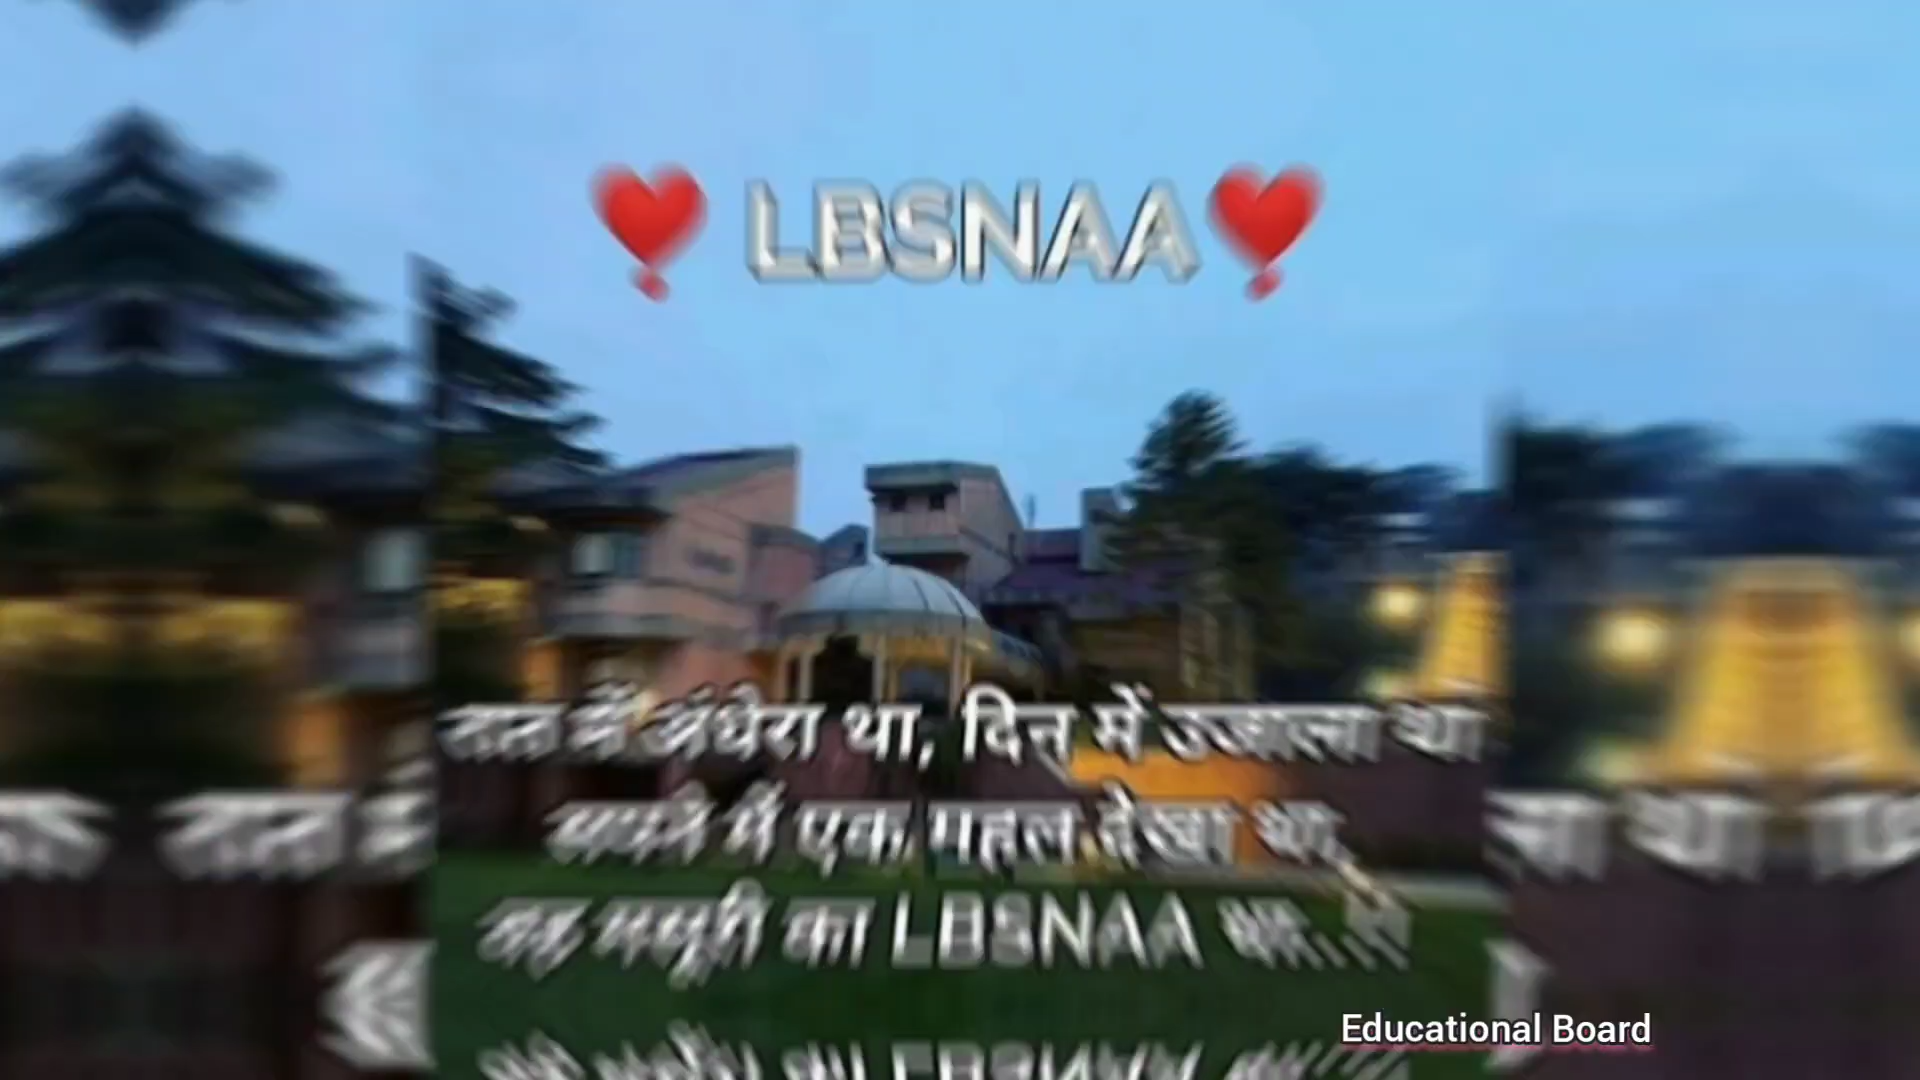 ❣️ LBSNAA ❣️
रात में अंधेरा था, दिन में उजाला था
सपने में एक महल देखा था,
वह मसूरी का LBSNAA था...
Educational Board